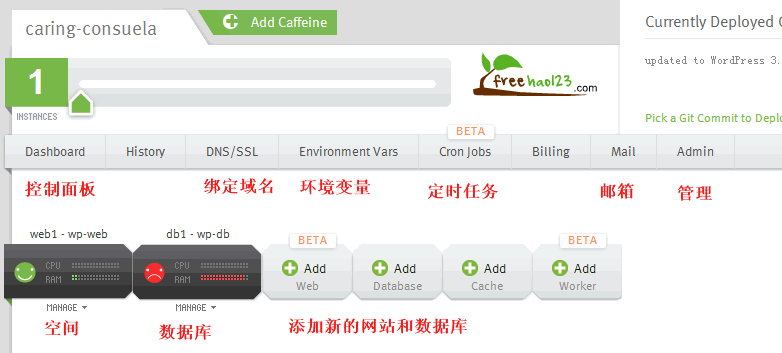 caring-consuela
Add Caffeine
Currently Deployed C
updated to WordPress 3.
freehao123.com
1
INSTANCES
Pick a Git Commit to Deplo
BETA
Dashboard History DNS/SSL Environment Vars Cron Jobs Billing Mail Admin
控制面板 绑定域名 环境变量 定时任务 邮箱 管理
web1 - wp-web db1 - wp-db
BETA BETA
CPU CPU
RAM RAM
Add Add Add Add
Web Database Cache Worker
MANAGE MANAGE
空间 数据库 添加新的网站和数据库